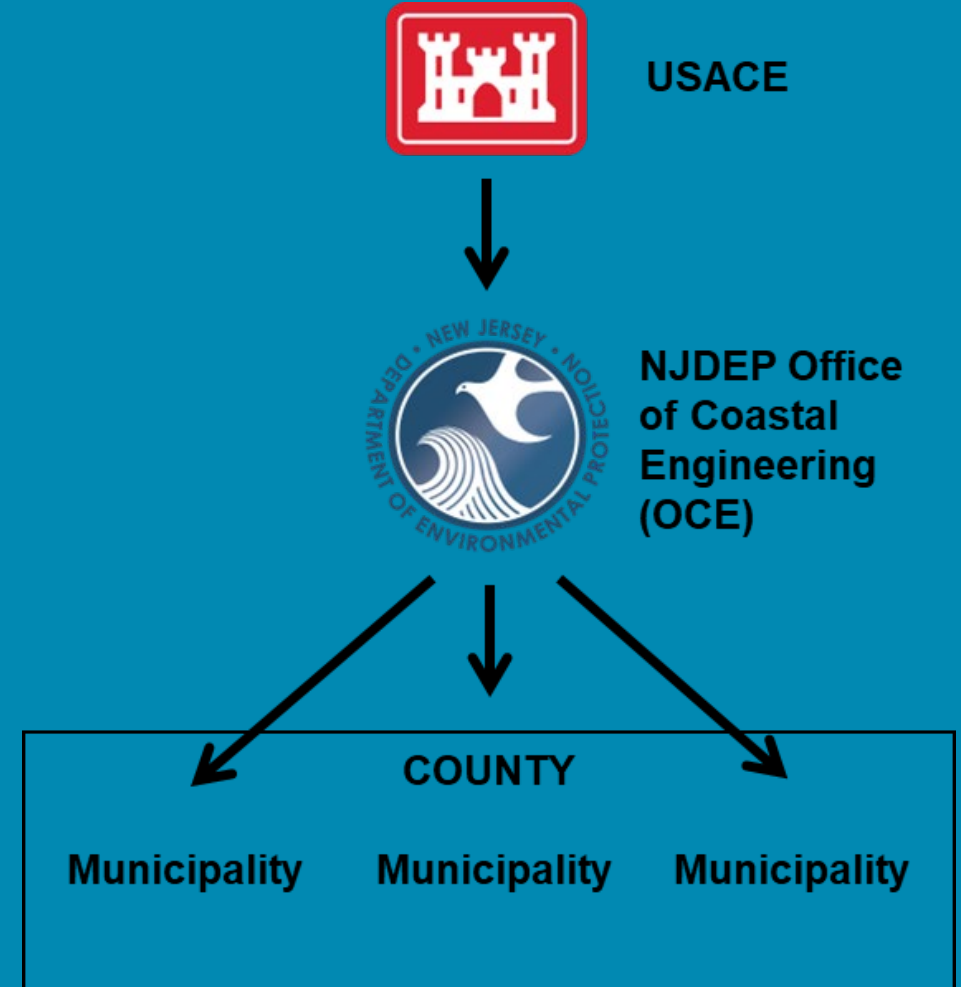 USACE
NEW JERSEY
DEPARTMENT OF ENVIRONMENTAL PROTECTION
NJDEP Office
of Coastal
Engineering
(OCE)
COUNTY
Municipality Municipality Municipality